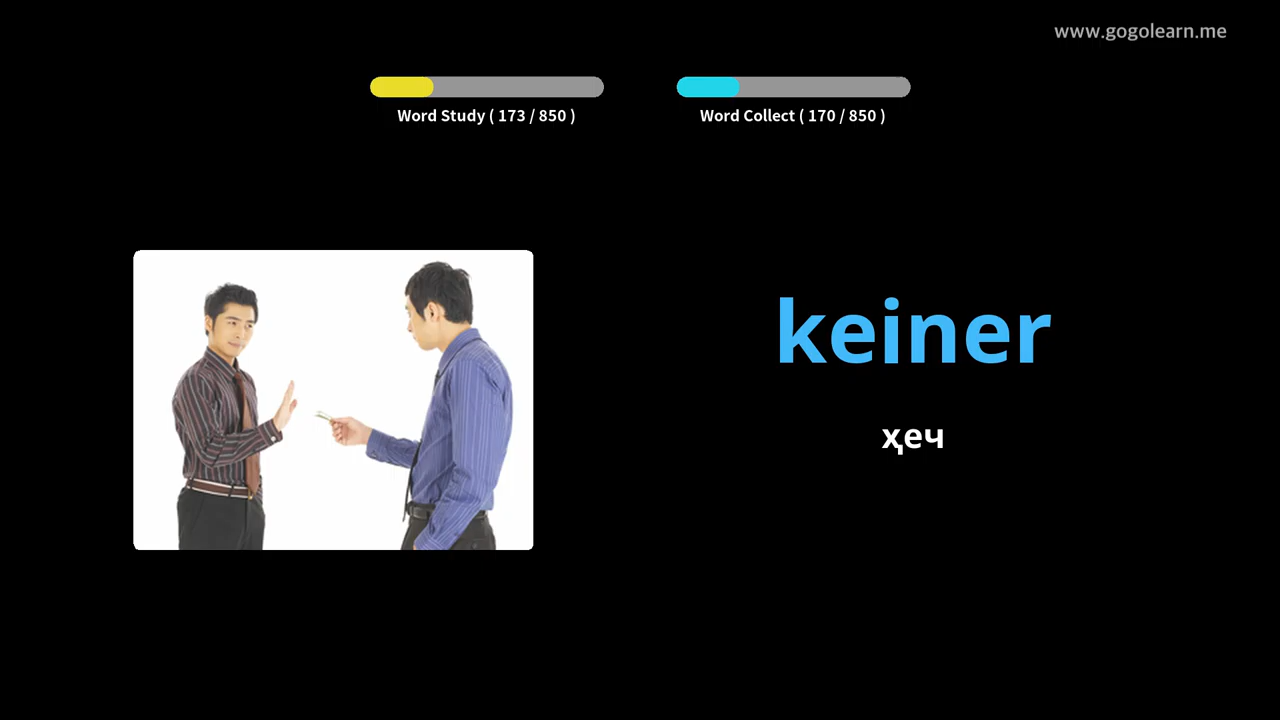 www.gogolearn.me
Word Study ( 173 / 850 )
Word Collect ( 170 / 850 )
keiner
ҳеч